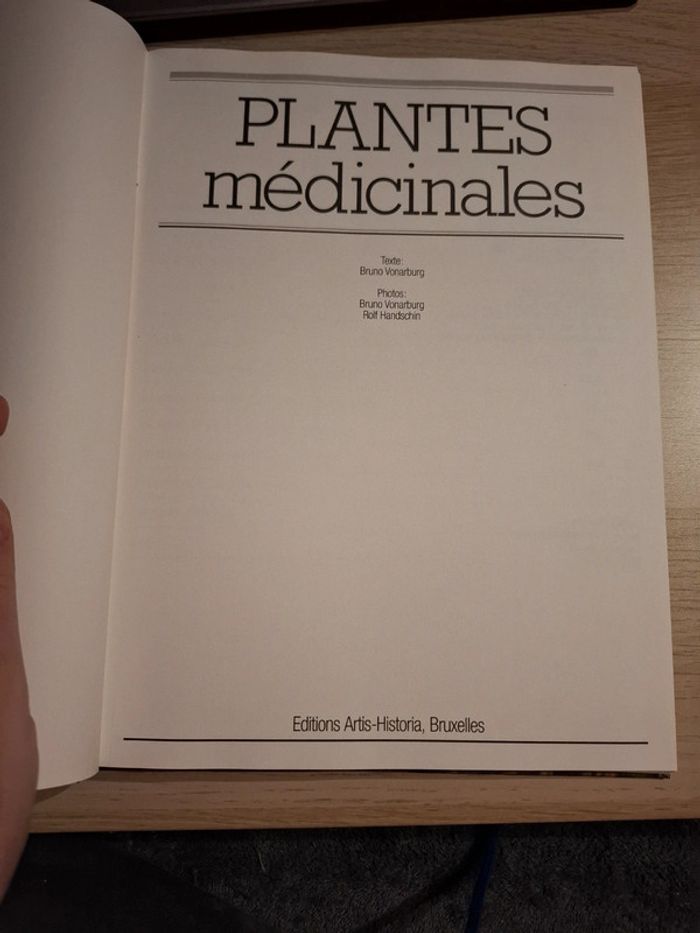 PLANTES
médicinales
Texte:
Bruno Vonarburg
Photos:
Bruno Vonarburg
Rolf Handschin
Editions Artis-Historia, Bruxelles